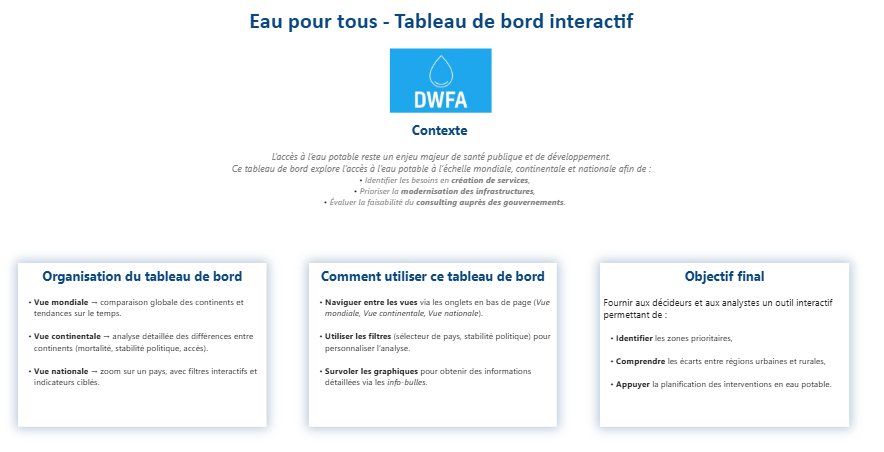 Eau pour tous - Tableau de bord interactif
DWFA
Contexte
L'accès à l'eau potable reste un enjeu majeur de santé publique et de développement.
Ce tableau de bord explore l'accès à l'eau potable à l'échelle mondiale, continentale et nationale afin de :
• Identifier les besoins en création de services,
• Prioriser la modernisation des infrastructures,
• Évaluer la faisabilité du consulting auprès des gouvernements.
Organisation du tableau de bord
• Vue mondiale → comparaison globale des continents et
tendances sur le temps.
• Vue continentale → analyse détaillée des différences entre
continents (mortalité, stabilité politique, accès).
• Vue nationale → zoom sur un pays, avec filtres interactifs et
indicateurs ciblés.
Comment utiliser ce tableau de bord
• Naviguer entre les vues via les onglets en bas de page (Vue
mondiale, Vue continentale, Vue nationale).
• Utiliser les filtres (sélecteur de pays, stabilité politique) pour
personnaliser l'analyse.
• Survoler les graphiques pour obtenir des informations
détaillées via les info-bulles.
Objectif final
Fournir aux décideurs et aux analystes un outil interactif
permettant de :
• Identifier les zones prioritaires,
• Comprendre les écarts entre régions urbaines et rurales,
• Appuyer la planification des interventions en eau potable.